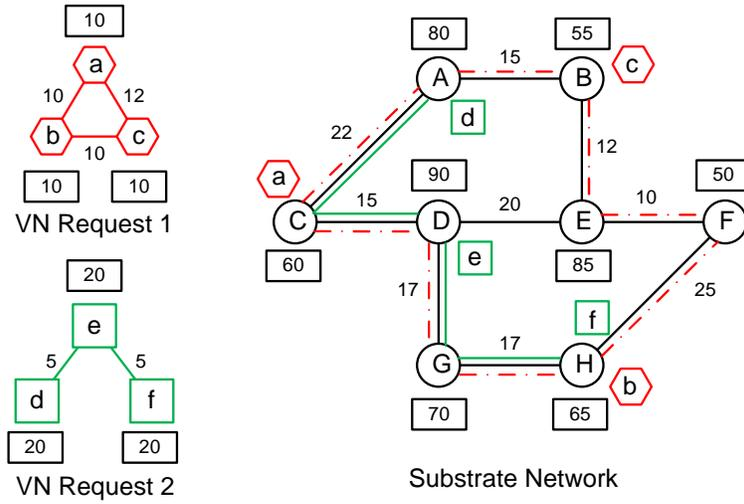 10
a
10 12
b 10 c
10 10
VN Request 1
20
e
5 5
d f
20 20
VN Request 2
80 55
15
A B c
d
22 12
90 50
a 15 20 10
C D E F
60 e 85
17 25
f
17
G H
b
70 65
Substrate Network